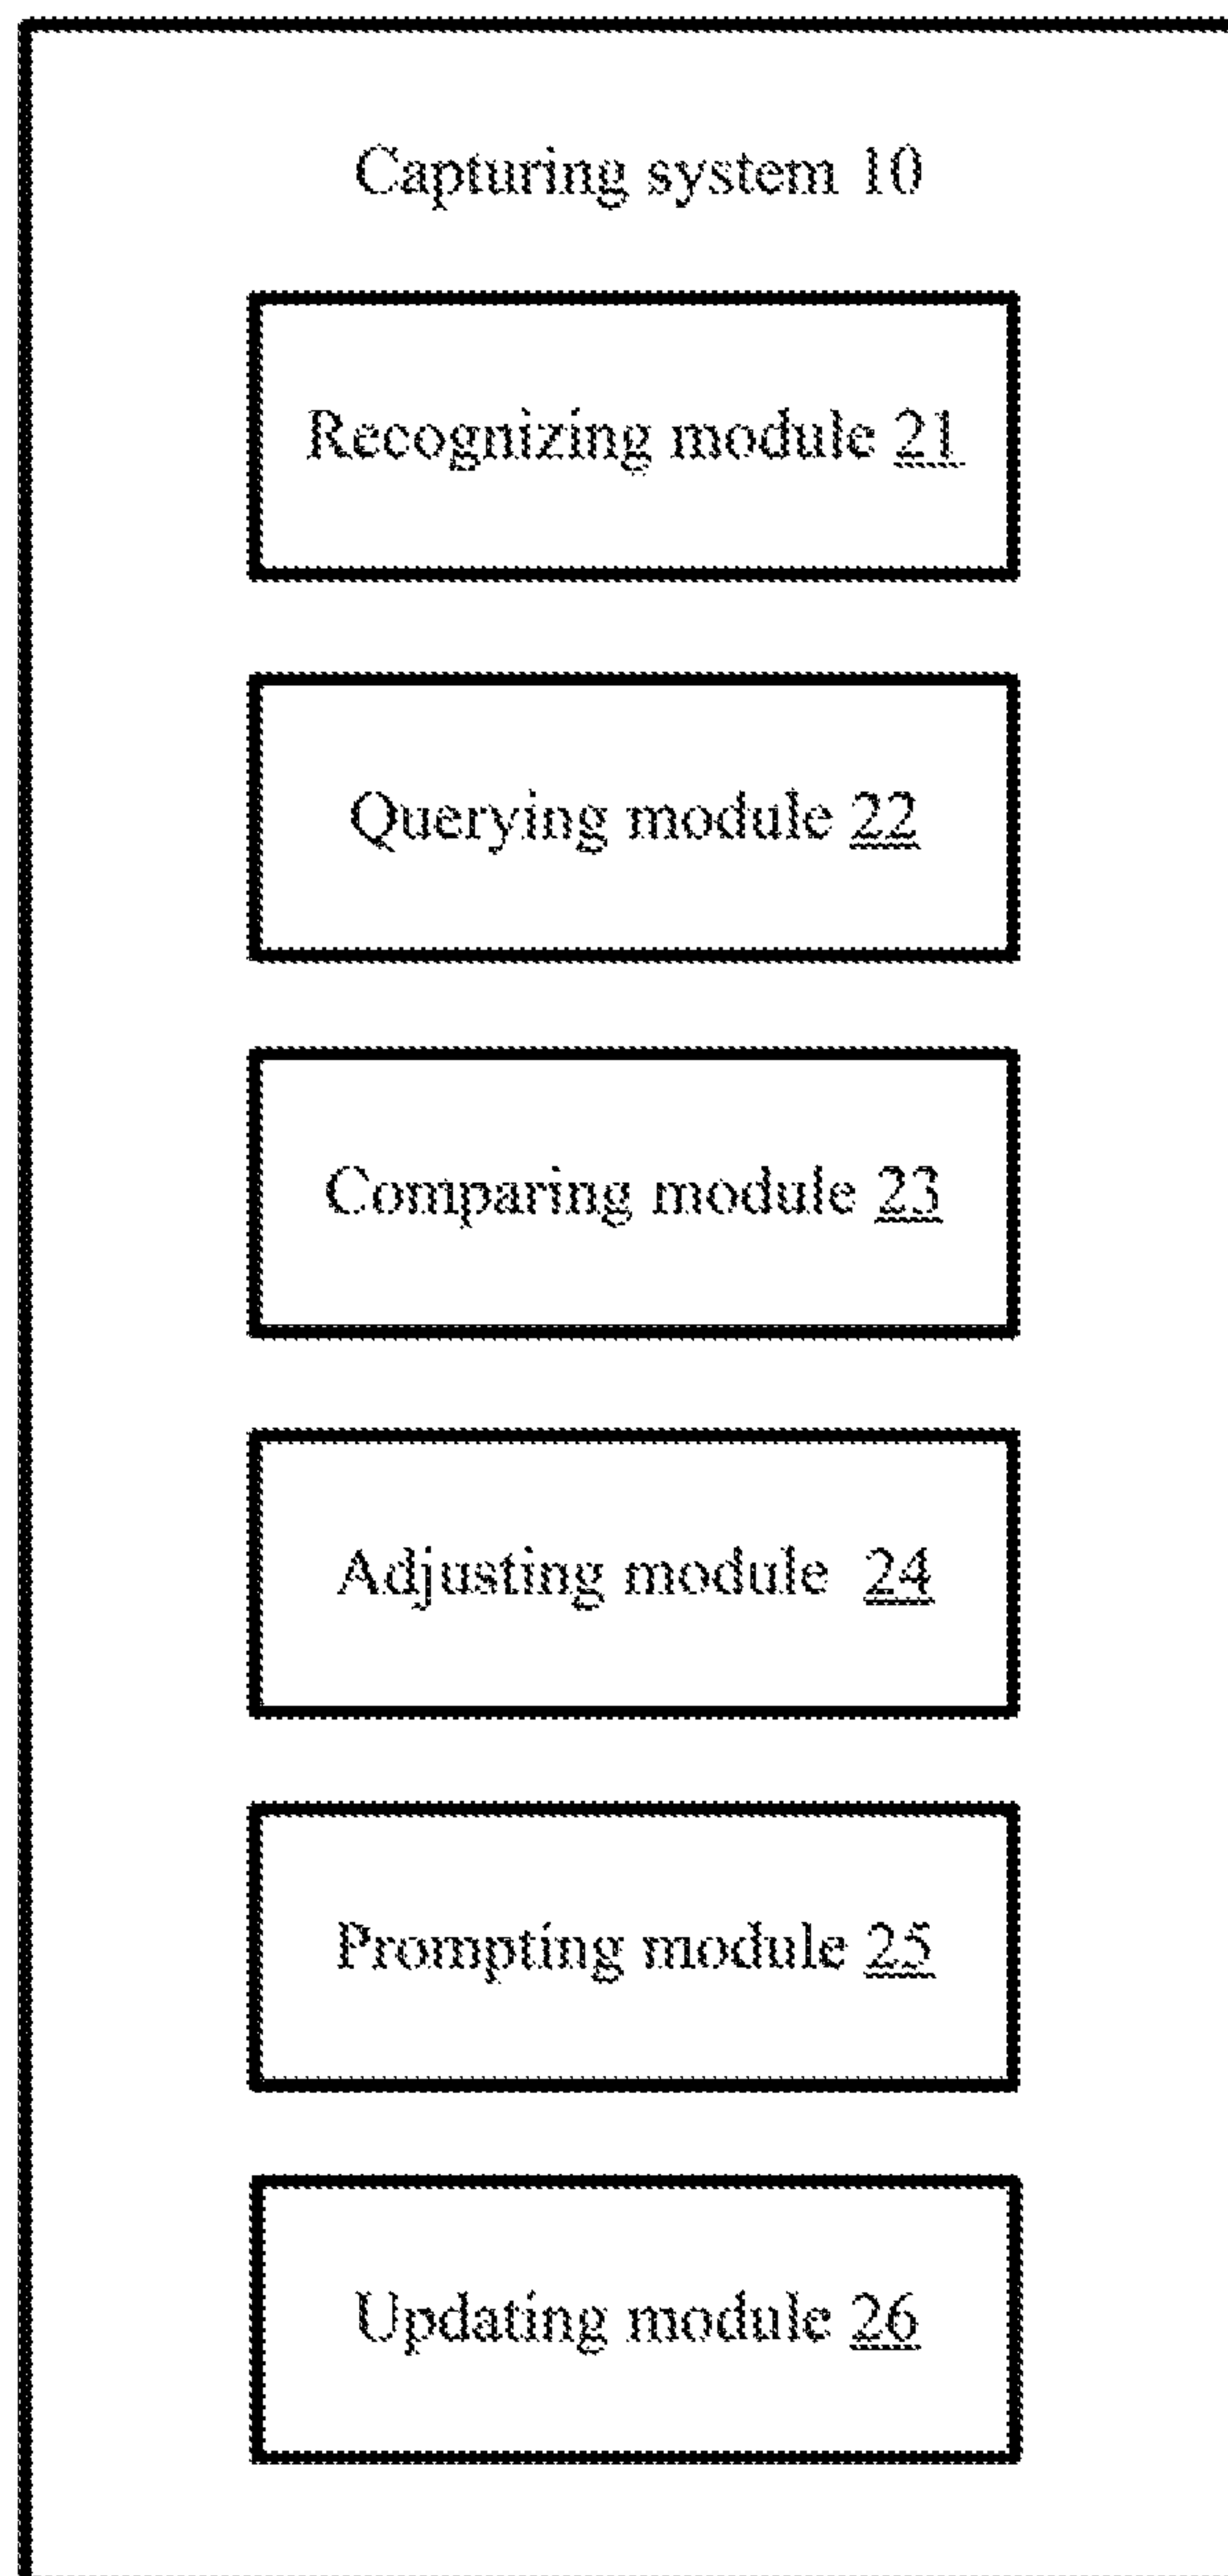 Capturing system 10
Recognizing module 21
Querying module 22
Comparing module 23
Adjusting module 24
Prompting module 25
Updating module 26